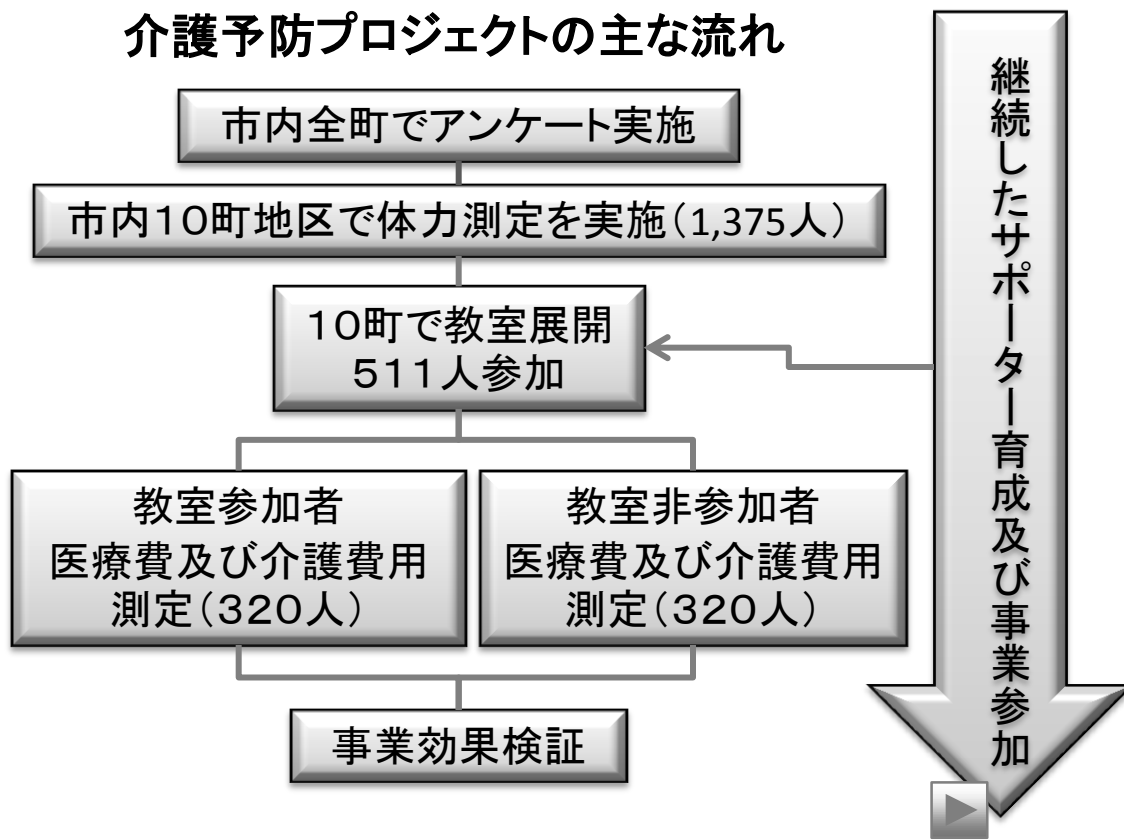 介護予防プロジェクトの主な流れ
市内全町でアンケート実施
市内10町地区で体力測定を実施(1,375人)
10町で教室展開
511人参加
教室参加者
医療費及び介護費用
測定(320人)
教室非参加者
医療費及び介護費用
測定(320人)
事業効果検証
継続したサポーター育成及び事業参加